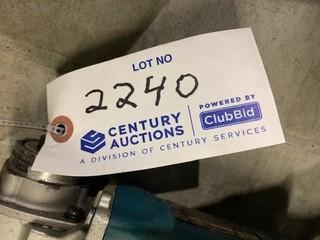 LOT NO
2240
CENTURY AUCTIONS
POWERED BY
ClubBid
A DIVISION OF CENTURY SERVICES